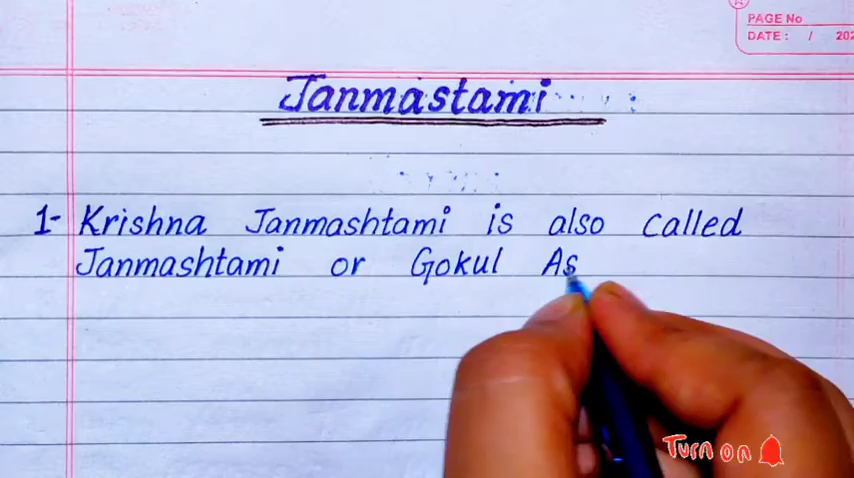 PAGE No
DATE : / 202
Janmastami
1- Krishna Janmashtami is also called
Janmashtami or Gokul As
Turn on